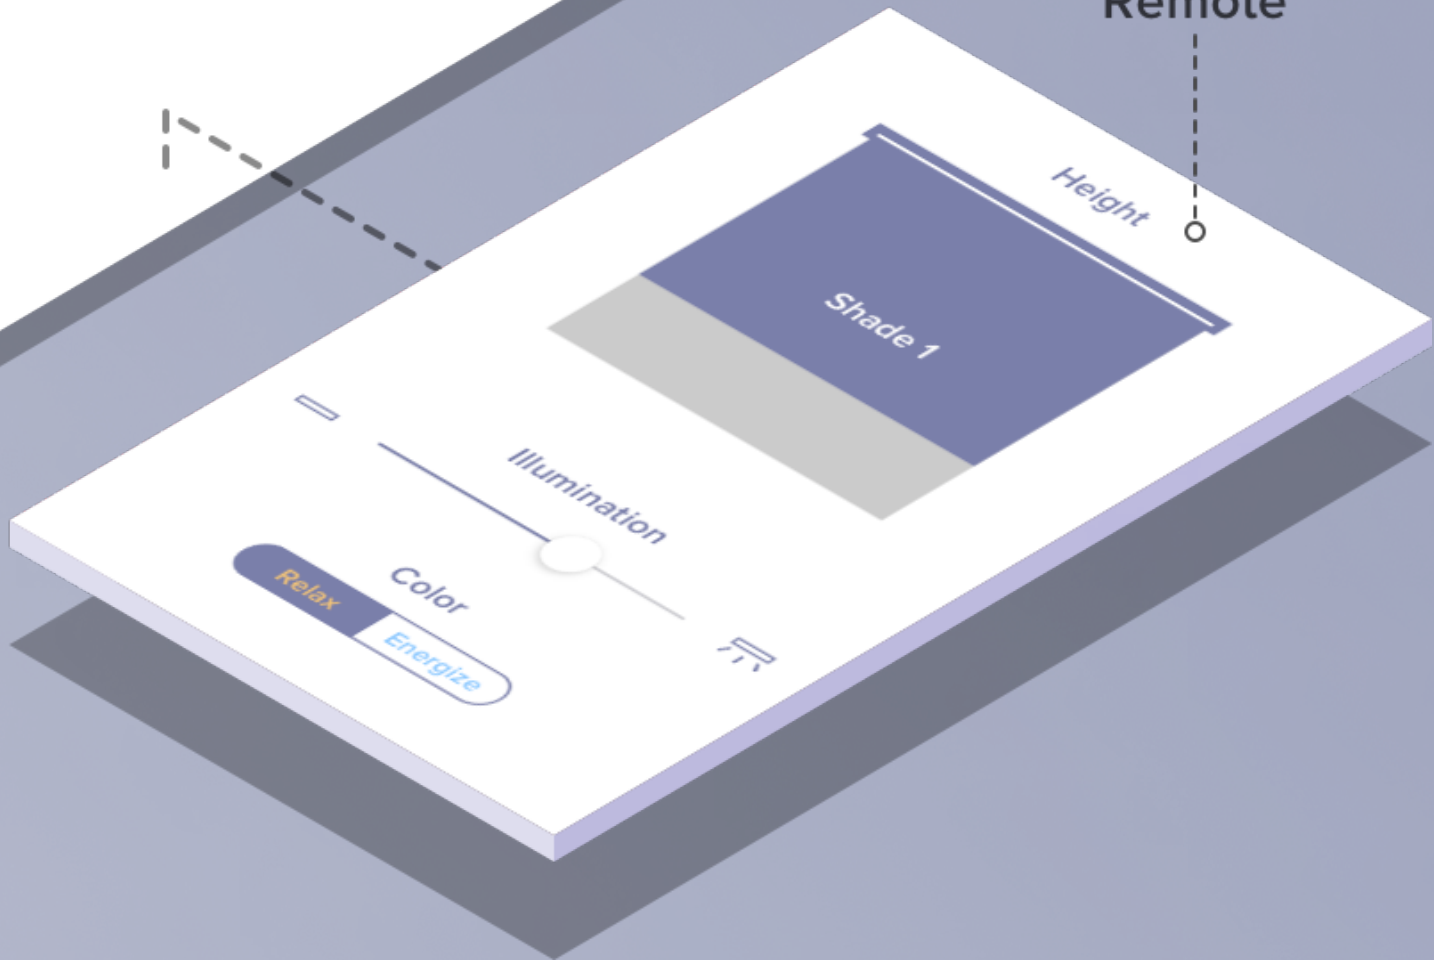 Remote
Height
Shade 1
Illumination
Color
Relax
Energize